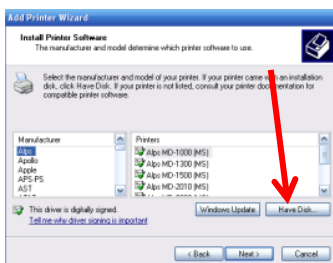 Add Printer Wizard
Install Printer Software
The manufacturer and model determine which printer software to use.
Select the manufacturer and model of your printer. If your printer came with an installation
disk, click Have Disk. If your printer is not listed, consult your printer documentation for
compatible printer software.
Manufacturer
Alps
Apollo
Apple
APS-PS
AST
Printers
Alps MD-1000 (MS)
Alps MD-1300 (MS)
Alps MD-1500 (MS)
Alps MD-2010 (MS)
This driver is digitally signed.
Tell me why driver signing is important
Windows Update
Have Disk...
< Back
Next >
Cancel